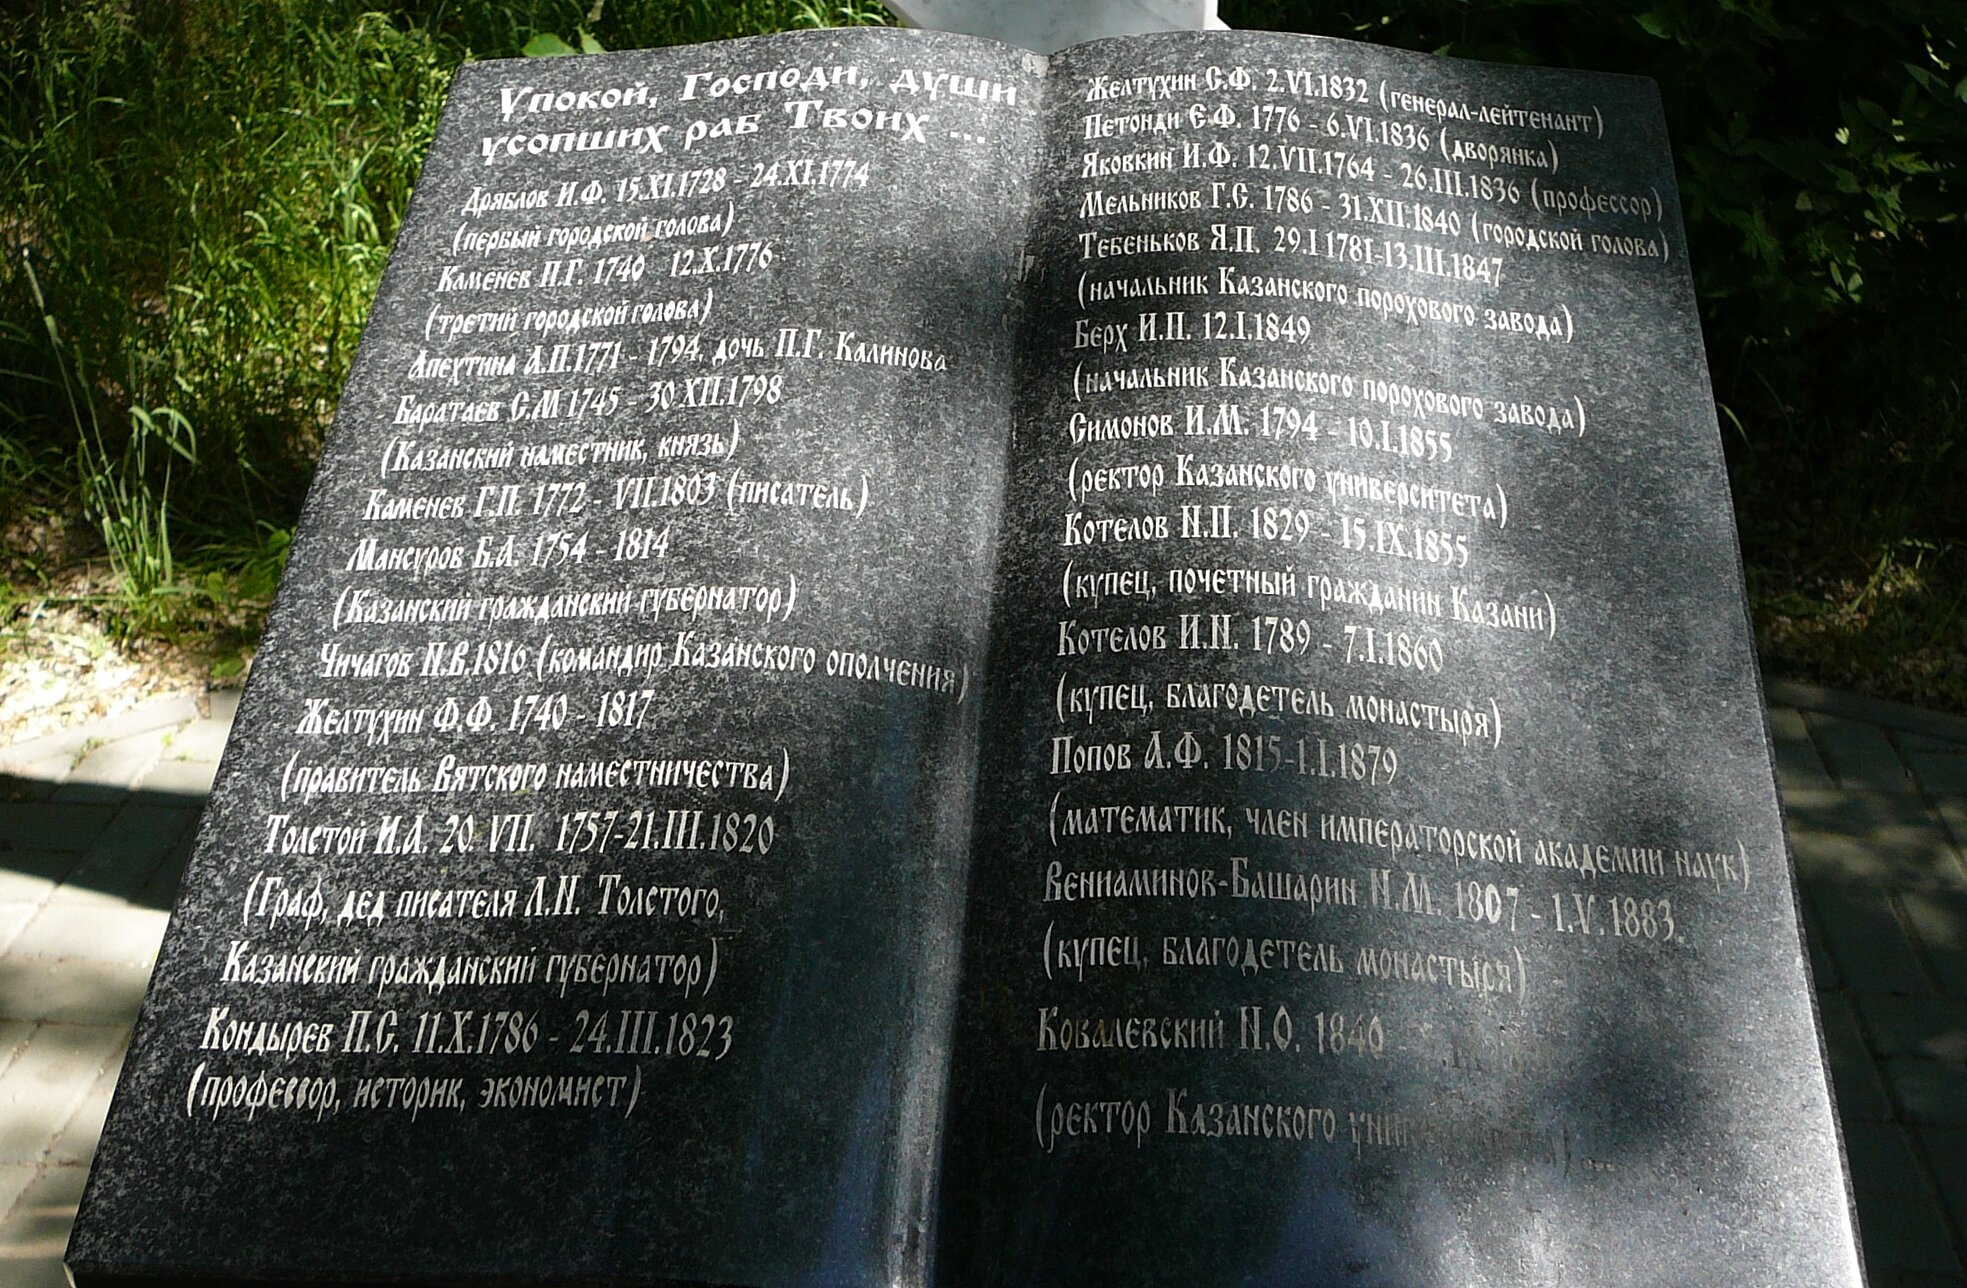 Упокой, Господи, души
усопших раб Твоих ...
Дряблов И.Ф. 15.XI.1728 - 24.XI.1774
(первый городской голова)
Каменев П.Г. 1740 12.X.1776
(третий городской голова)
Апехтина А.П.1771 - 1794, дочь П.Г. Калинова
Баратаев С.М 1745 - 30 XII.1798
(Казанский наместник, князь)
Каменев Г.П. 1772 - VII.1803 (писатель)
Мансуров Б.А. 1754 - 1814
(Казанский гражданский губернатор)
Чичагов Н.В.1816 (командир Казанского ополчения)
Желтухин Ф.Ф. 1740 - 1817
(правитель Вятского наместничества)
Толстой И.А. 20. VII. 1757-21.III.1820
(Граф, дед писателя Л.Н. Толстого,
Казанский гражданский губернатор)
Кондырев П.С. 11.X.1786 - 24.III.1823
(профессор, историк, экономист)
Желтухин С.Ф. 2.VI.1832 (генерал-лейтенант)
Петонди Є.Ф. 1776 - 6.VI.1836 (дворянка)
Яковкин И.Ф. 12.VII.1764 - 26.III.1836 (профессор)
Мельников Г.С. 1786 - 31.XII.1840 (городской голова)
Тебеньков Я.П. 29.I 1781-13.III.1847
(начальник Казанского порохового завода)
Берх И.П. 12.I.1849
(начальник Казанского порохового завода)
Симонов И.М. 1794 - 10.I.1855
(ректор Казанского университета)
Котелов Н.П. 1829 - 15.IX.1855
(купец, почетный гражданин Казани)
Котелов И.Н. 1789 - 7.I.1860
(купец, благодетель монастыря)
Попов А.Ф. 1815-1.I.1879
(математик, член императорской академии наук)
Вениаминок-Башарин Н.М. 1807 - 1.V.1883.
(купец, благодетель монастыря)
Ковалевский Н.О. 1840 -
(ректор Казанского университета) ...